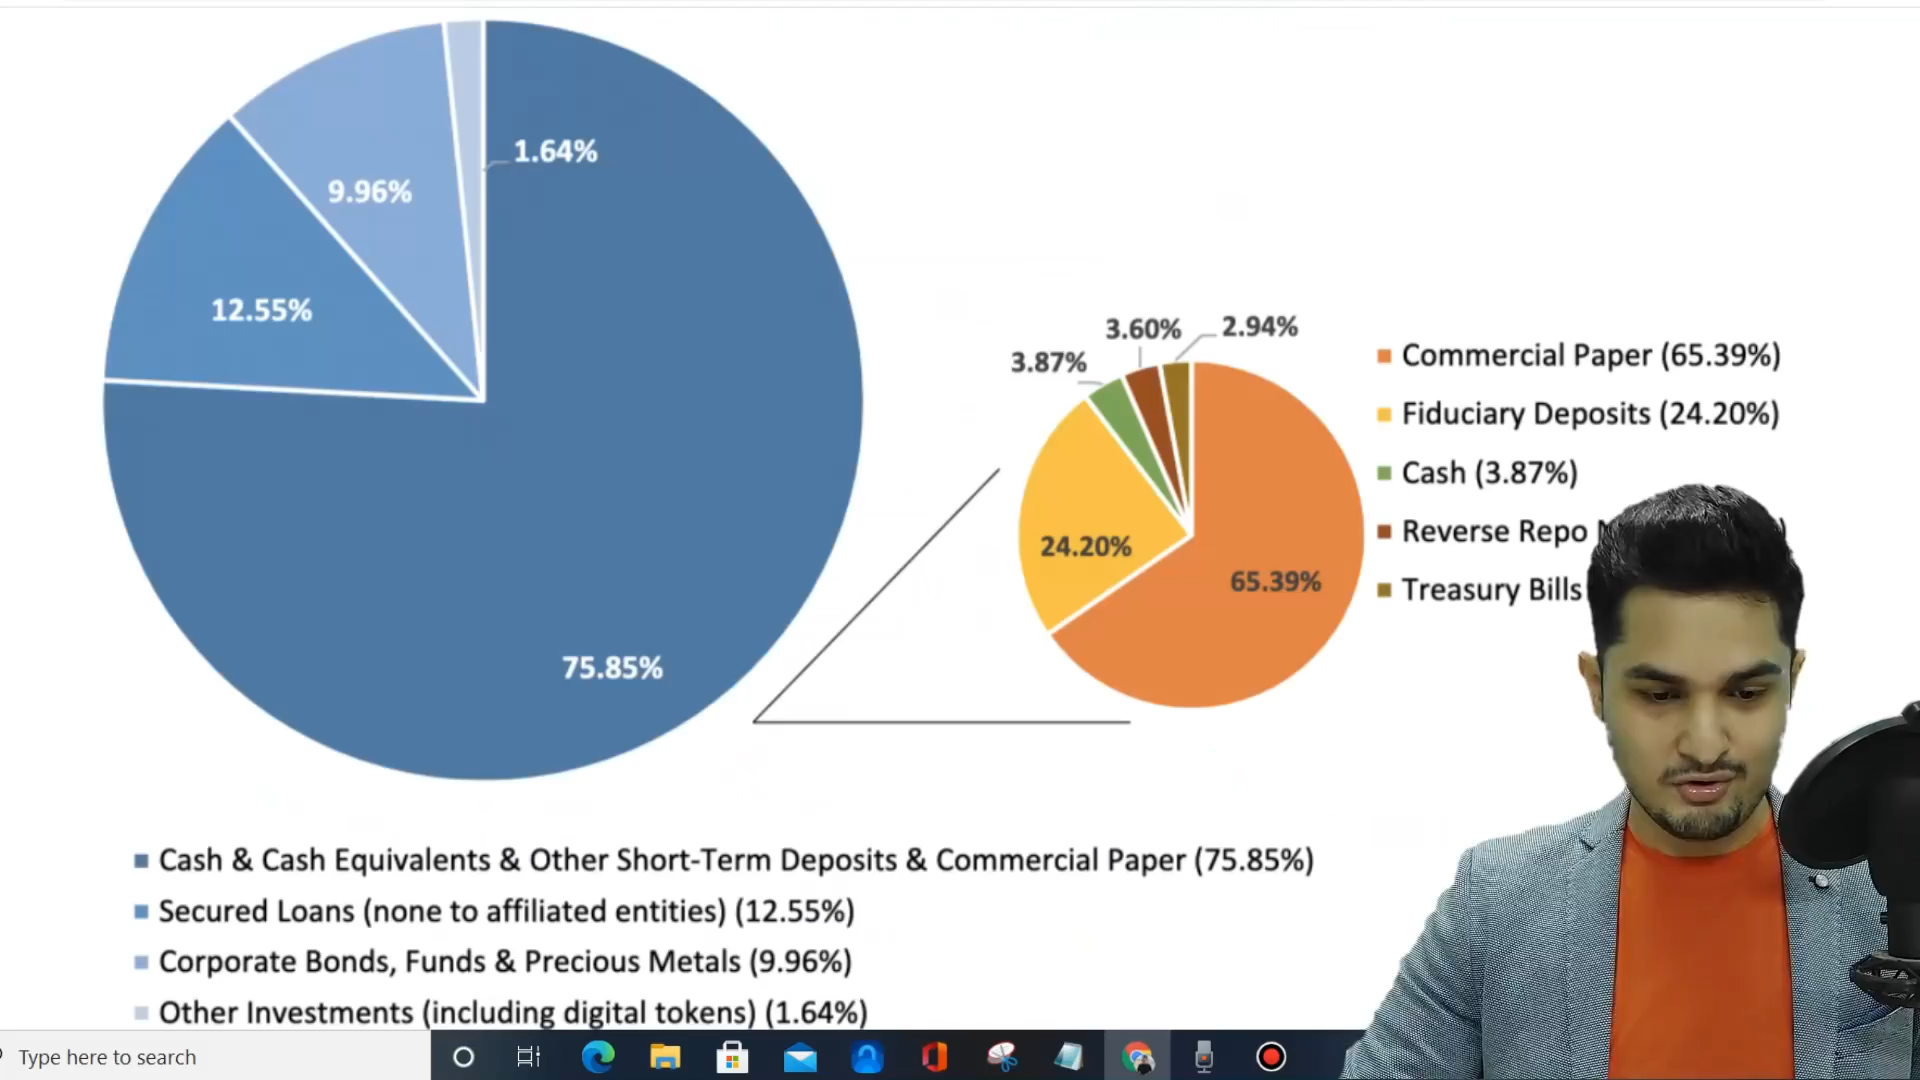 1.64%
9.96%
12.55%
75.85%
3.60%
2.94%
3.87%
24.20%
65.39%
Commercial Paper (65.39%)
Fiduciary Deposits (24.20%)
Cash (3.87%)
Reverse Repo
Treasury Bills
Cash & Cash Equivalents & Other Short-Term Deposits & Commercial Paper (75.85%)
Secured Loans (none to affiliated entities) (12.55%)
Corporate Bonds, Funds & Precious Metals (9.96%)
Other Investments (including digital tokens) (1.64%)
Type here to search